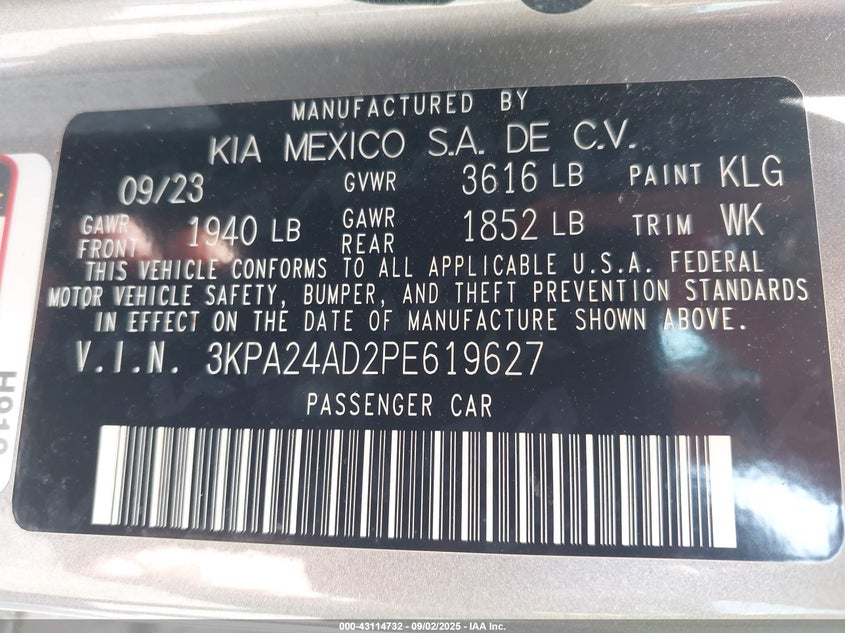 MANUFACTURED BY
KIA MEXICO S.A. DE C.V.
09/23 GVWR 3616 LB PAINT KLG
GAWR FRONT 1940 LB GAWR REAR 1852 LB TRIM WK
THIS VEHICLE CONFORMS TO ALL APPLICABLE U.S.A. FEDERAL
MOTOR VEHICLE SAFETY, BUMPER, AND THEFT PREVENTION STANDARDS
IN EFFECT ON THE DATE OF MANUFACTURE SHOWN ABOVE.
V.I.N. 3KPA24AD2PE619627
PASSENGER CAR
000-43114732 - 09/02/2025 - IAA Inc.